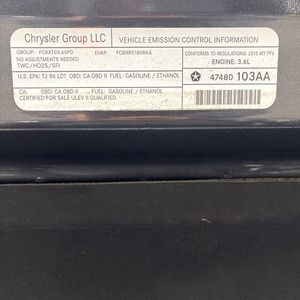 Chrysler Group LLC
VEHICLE EMISSION CONTROL INFORMATION
GROUP: FCRXT03.65PD EVAP: FCRXR0180RKA
NO ADJUSTMENTS NEEDED
TWC/HO2S/SFI
CONFORMS TO REGULATIONS: 2015 MY FFV
ENGINE: 3.6L
U.S. EPA: T2 B4 LDT OBD: CA OBD II FUEL: GASOLINE / ETHANOL
47480 103AA
CA: OBD: CA OBD II FUEL: GASOLINE / ETHANOL
CERTIFIED FOR SALE ULEV II QUALIFIED